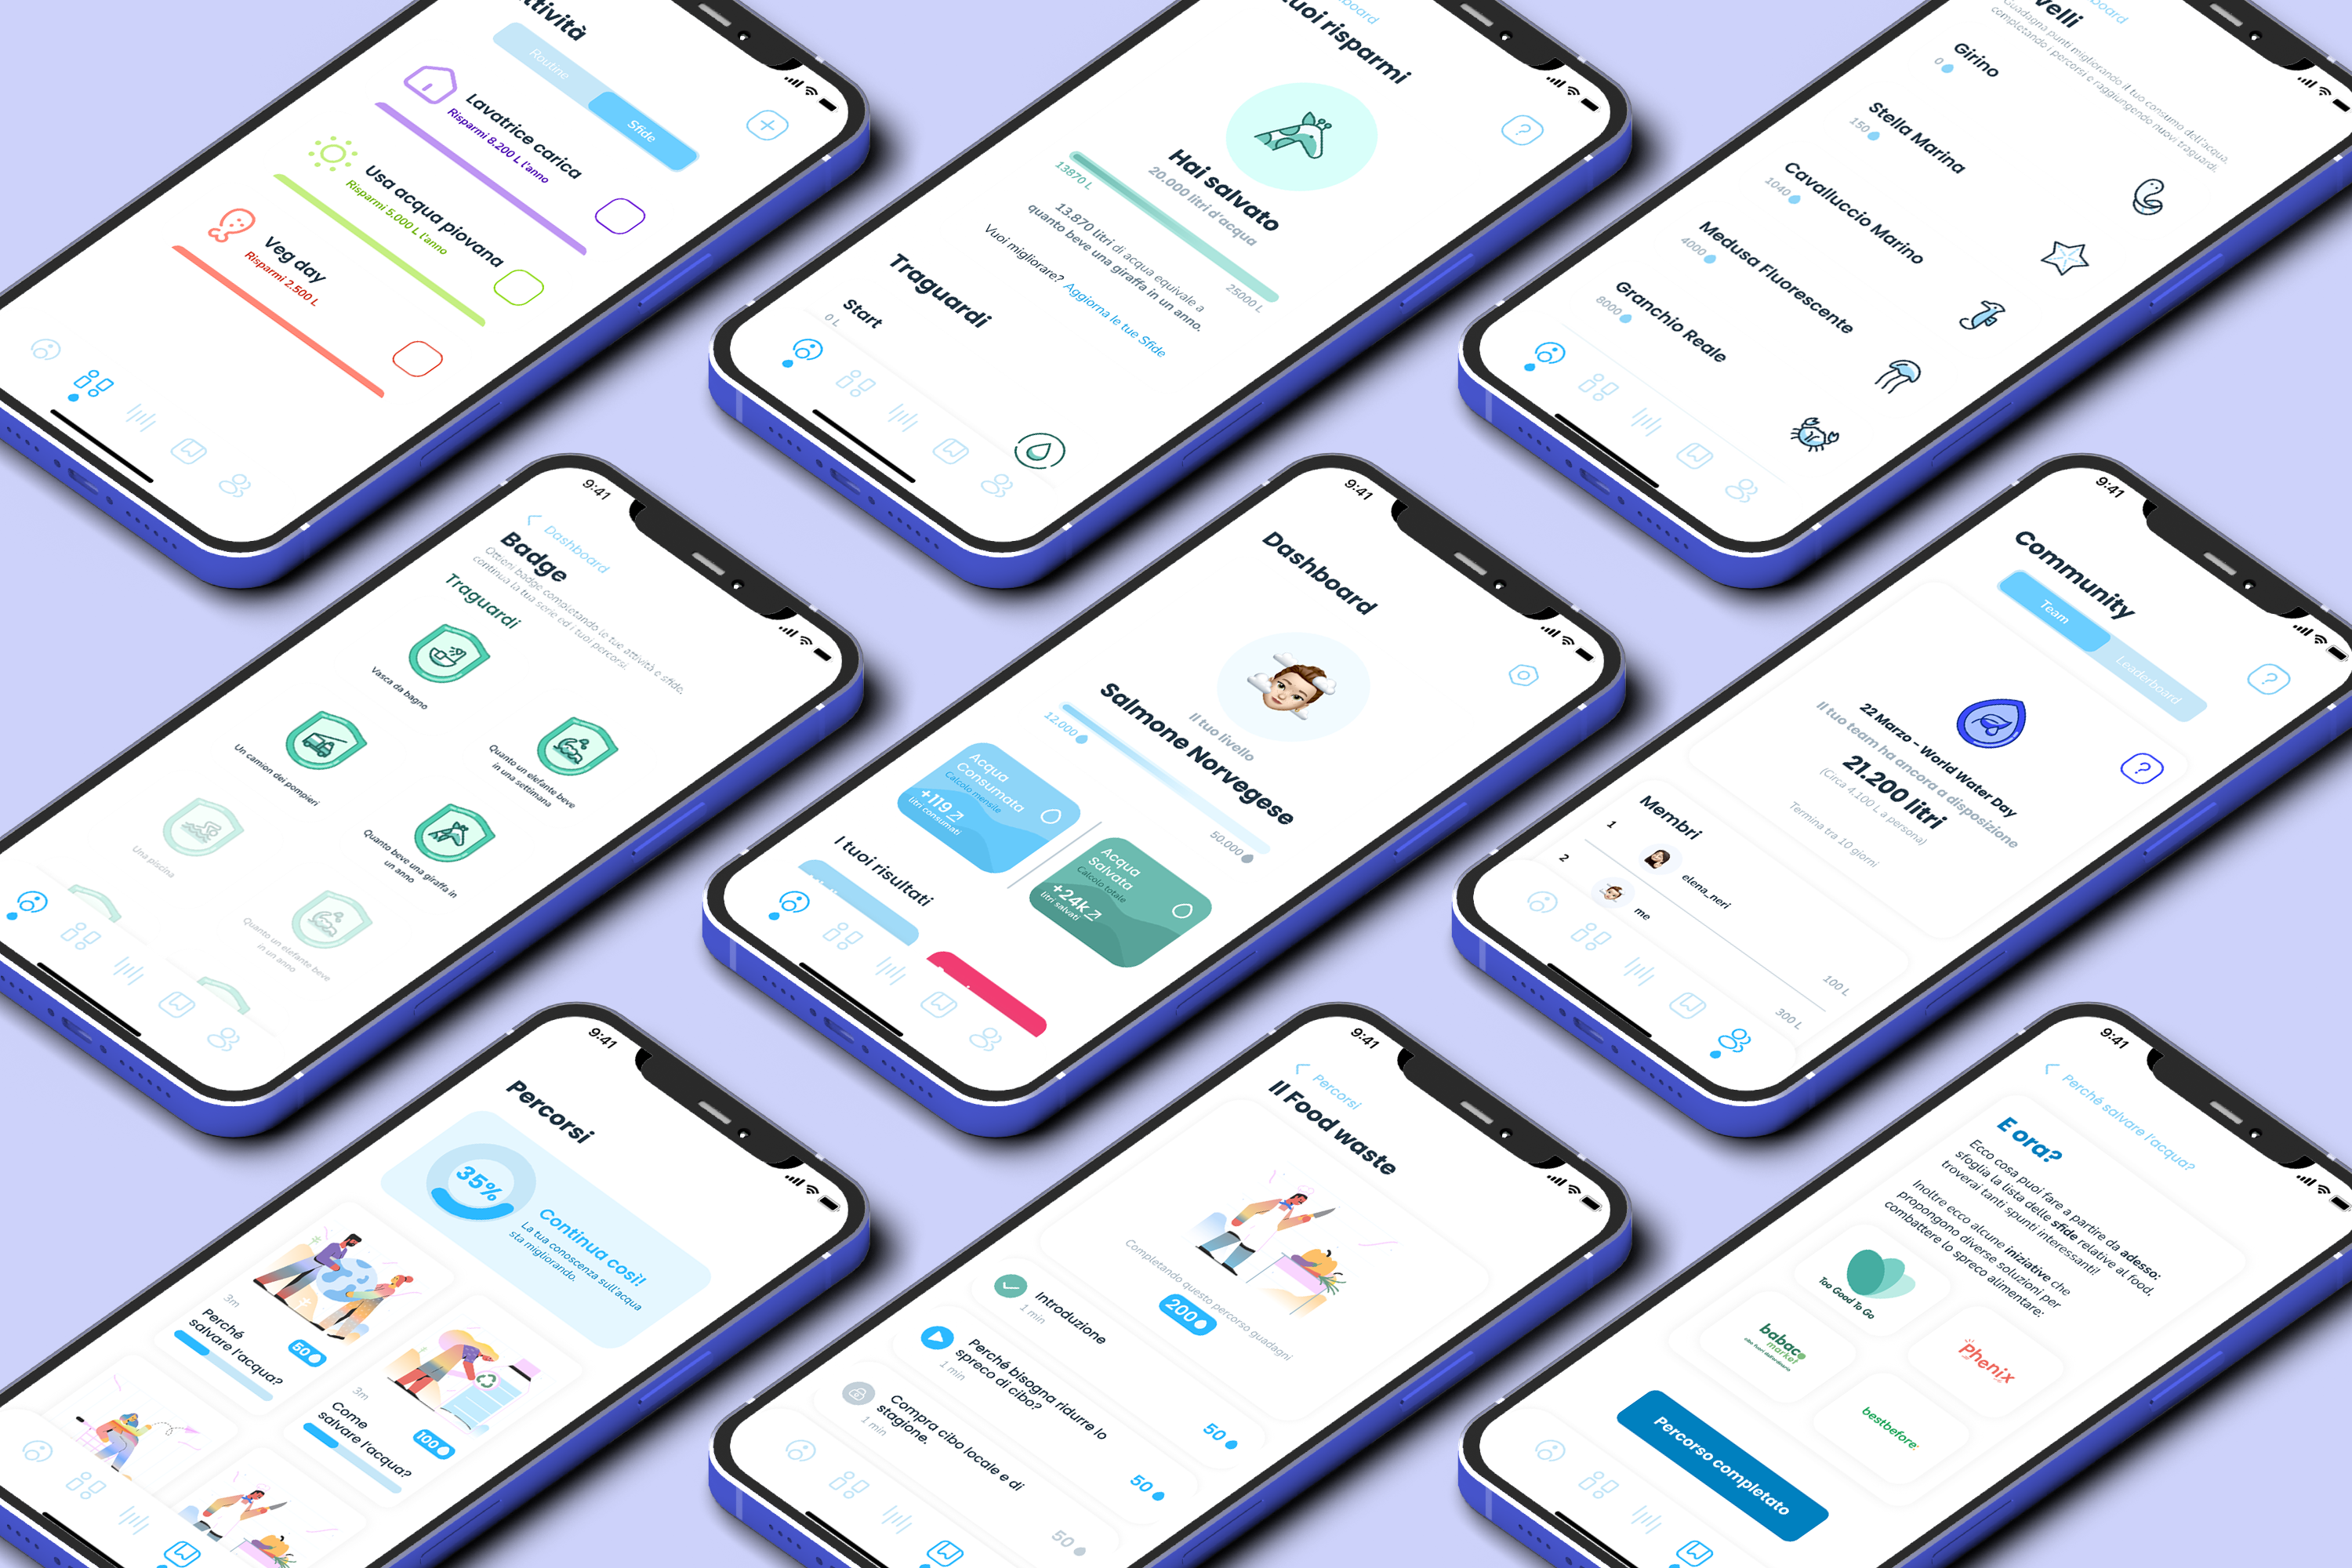 ttività
Routine
Sfide
Lavatrice carica
Risparmi 8.200 L l'anno
Usa acqua piovana
Risparmi 5.000 L l'anno
Veg day
Risparmi 2.500 L
board
tuoi risparmi
Hai salvato
20.000 litri d'acqua
13870 L
25000 L
13.870 litri di acqua equivale a
quanto beve una giraffa in un anno.
Vuoi migliorare? Aggiorna le tue Sfide
Traguardi
Start
0 L
board
velli
Guadagna punti migliorando il tuo consumo dell'acqua,
completando i percorsi e raggiungendo nuovi traguardi.
Girino
0
Stella Marina
150
Cavalluccio Marino
1040
Medusa Fluorescente
4000
Granchio Reale
8000
9:41
Dashboard
Badge
Ottieni badge completando le tue attività e sfide,
continua la tua serie ed i tuoi percorsi.
Traguardi
Vasca da bagno
Un camion dei pompieri
Quanto un elefante beve
in una settimana
Una piscina
Quanto beve una giraffa in
un anno
Quanto un elefante beve
in un anno
9:41
Dashboard
Il tuo livello
Salmone Norvegese
12.000
50.000
Acqua
Consumata
Calcolo mensile
+119
litri consumati
Acqua
Salvata
Calcolo totale
+24k
litri salvati
I tuoi risultati
9:41
Community
Team
Leaderboard
22 Marzo - World Water Day
Il tuo team ha ancora a disposizione
21.200 litri
(Circa 4.100 L a persona)
Termina tra 10 giorni
Membri
1
elena_neri
100 L
2
me
300 L
9:41
Percorsi
35%
Continua così!
La tua conoscenza sull'acqua
sta migliorando.
3m
50
Perché
salvare l'acqua?
3m
100
Come
salvare l'acqua?
9:41
Percorsi
Il Food waste
Completando questo percorso guadagni
200
Introduzione
1 min
50
Perché bisogna ridurre lo
spreco di cibo?
1 min
50
Compra cibo locale e di
stagione.
1 min
50
9:41
Perché salvare l'acqua?
E ora?
Ecco cosa puoi fare a partire da adesso:
sfoglia la lista delle sfide relative al food,
troverai tanti spunti interessanti!
Inoltre ecco alcune iniziative che
propongono diverse soluzioni per
combattere lo spreco alimentare:
Too Good To Go
babaco
market
Phenix
bestbefore
Percorso completato